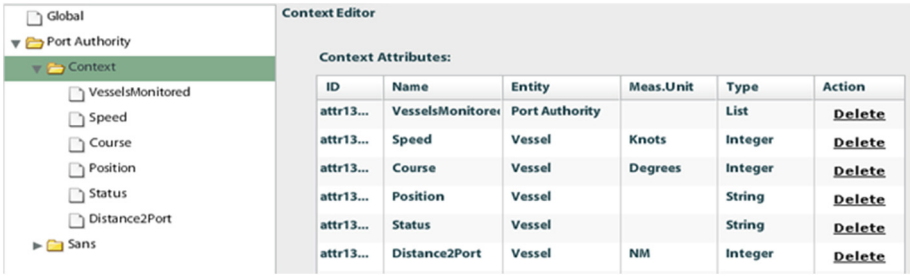 Global
Port Authority
Context
VesselsMonitored
Speed
Course
Position
Status
Distance2Port
Sans
Context Editor
Context Attributes:
ID Name Entity Meas.Unit Type Action
attr13... VesselsMonitored Port Authority List Delete
attr13... Speed Vessel Knots Integer Delete
attr13... Course Vessel Degrees Integer Delete
attr13... Position Vessel String Delete
attr13... Status Vessel String Delete
attr13... Distance2Port Vessel NM Integer Delete